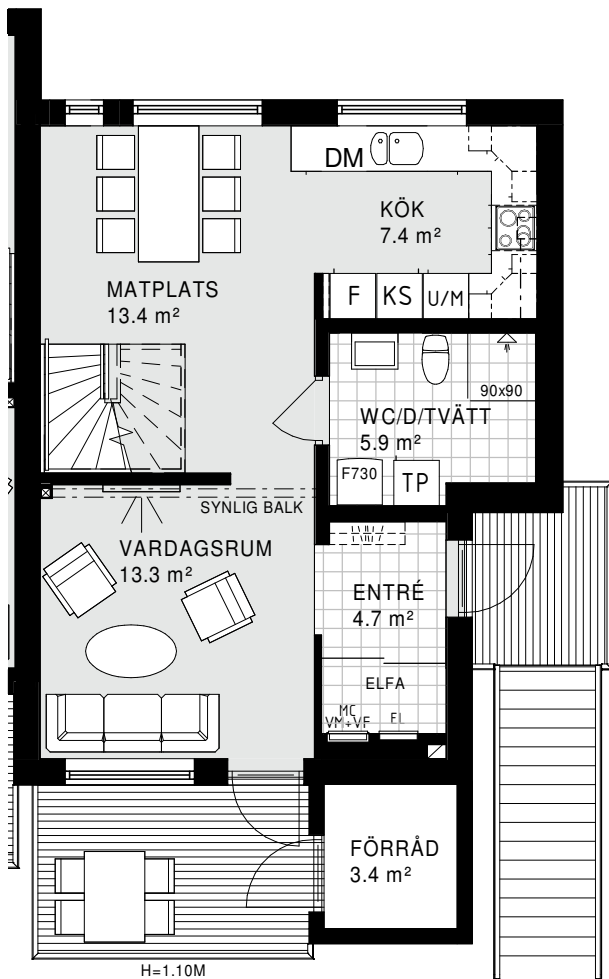 DM
KÖK
7.4 m²
MATPLATS
13.4 m²
F
KS
U/M
90x90
WC/D/TVÄTT
5.9 m²
F730
TP
SYNLIG BALK
VARDAGSRUM
13.3 m²
ENTRÉ
4.7 m²
ELFA
MC
VM+VF
EL
FÖRRÅD
3.4 m²
H=1.10M